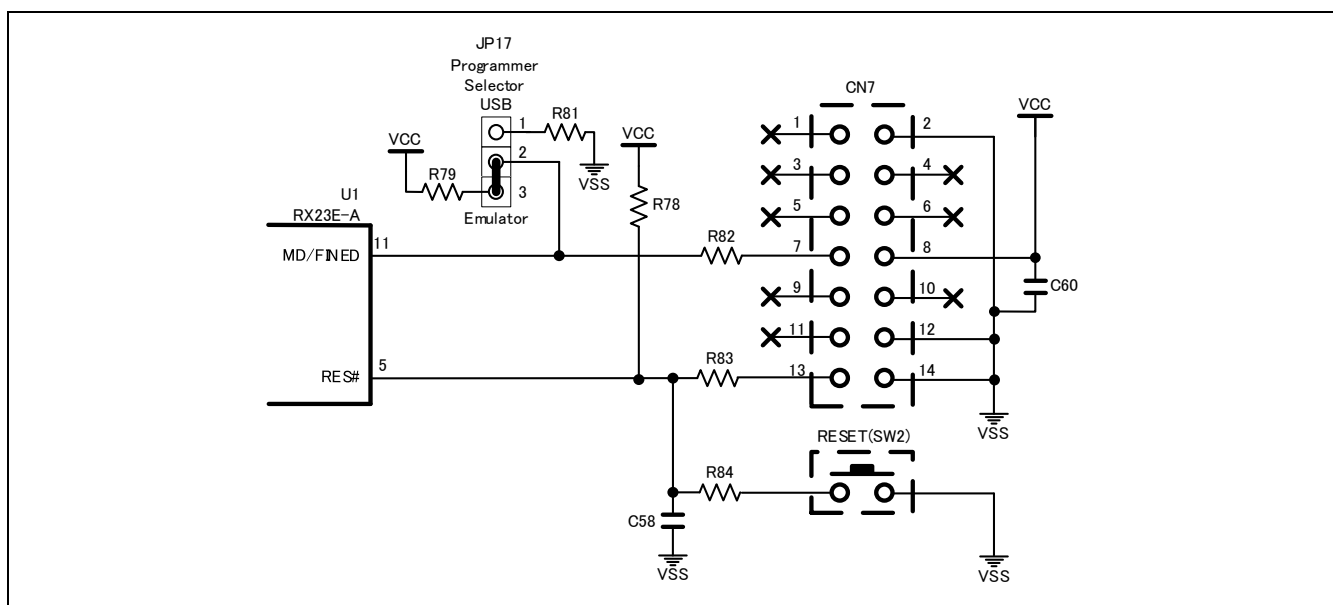 JP17
Programmer
Selector
USB
1
R81
VSS
VCC
2
R79
3
Emulator
U1
RX23E-A
MD/FINED
11
RES#
5
VCC
R78
R82
R83
R84
C58
VSS
CN7
1
2
3
4
5
6
7
8
9
10
11
12
13
14
VCC
C60
VSS
RESET(SW2)
VSS